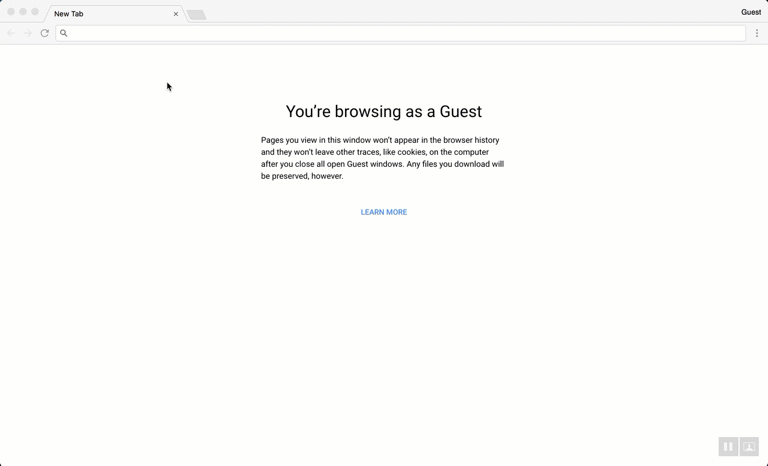 New Tab
Guest
You’re browsing as a Guest
Pages you view in this window won’t appear in the browser history
and they won’t leave other traces, like cookies, on the computer
after you close all open Guest windows. Any files you download will
be preserved, however.
LEARN MORE